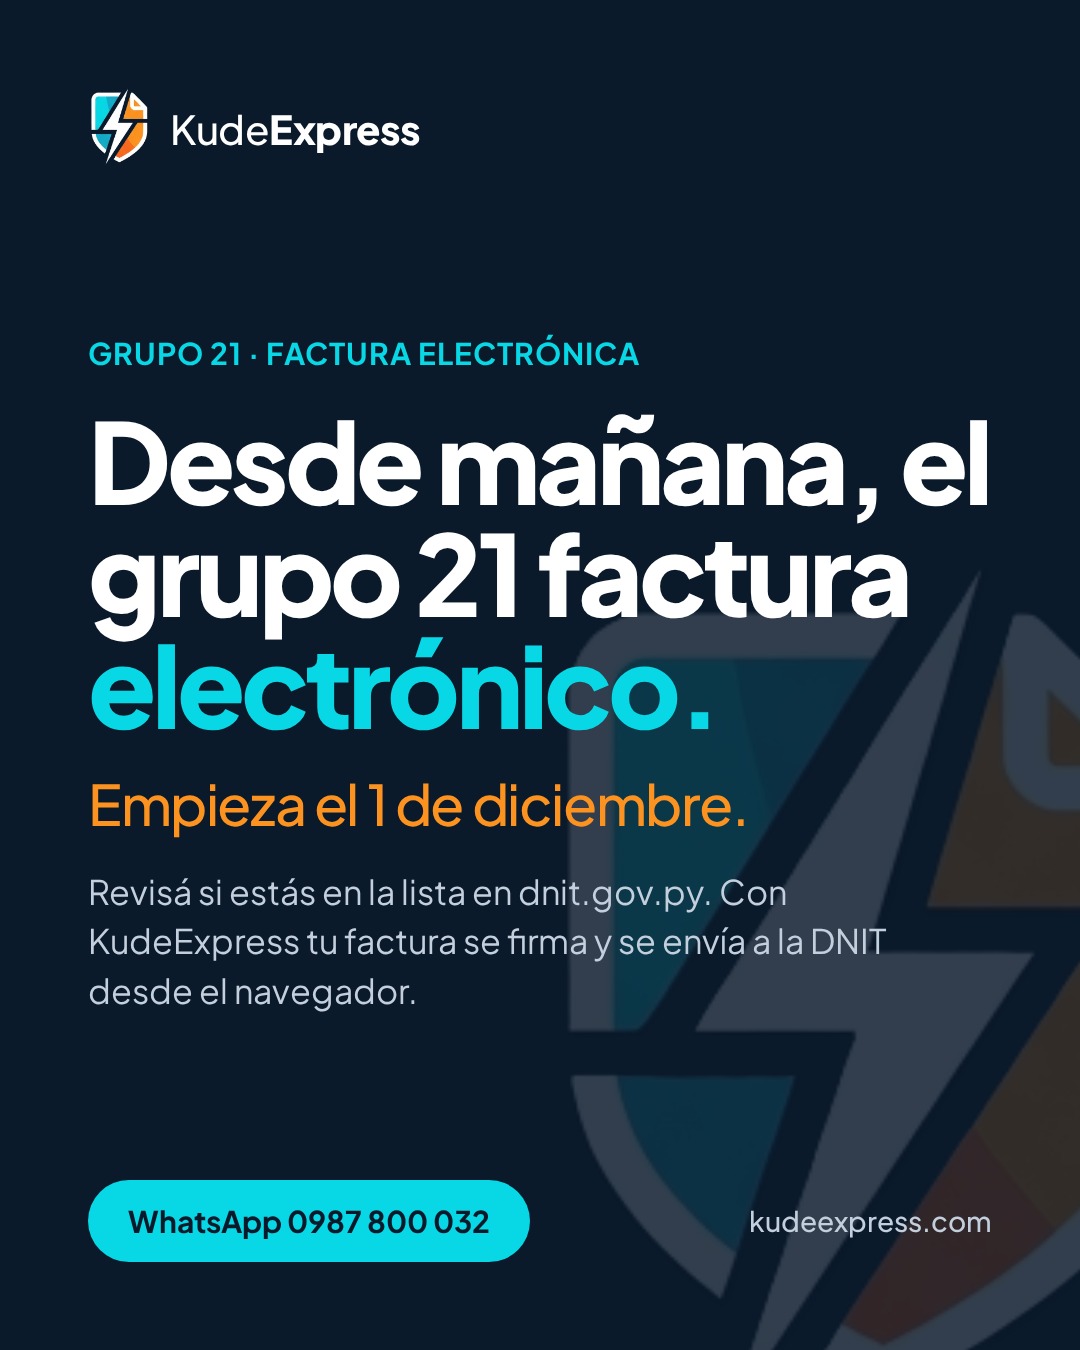 KudeExpress
GRUPO 21 · FACTURA ELECTRÓNICA
Desde mañana, el
grupo 21 factura
electrónico.
Empieza el 1 de diciembre.
Revisá si estás en la lista en dnit.gov.py. Con
KudeExpress tu factura se firma y se envía a la DNIT
desde el navegador.
WhatsApp 0987 800 032
kudeexpress.com